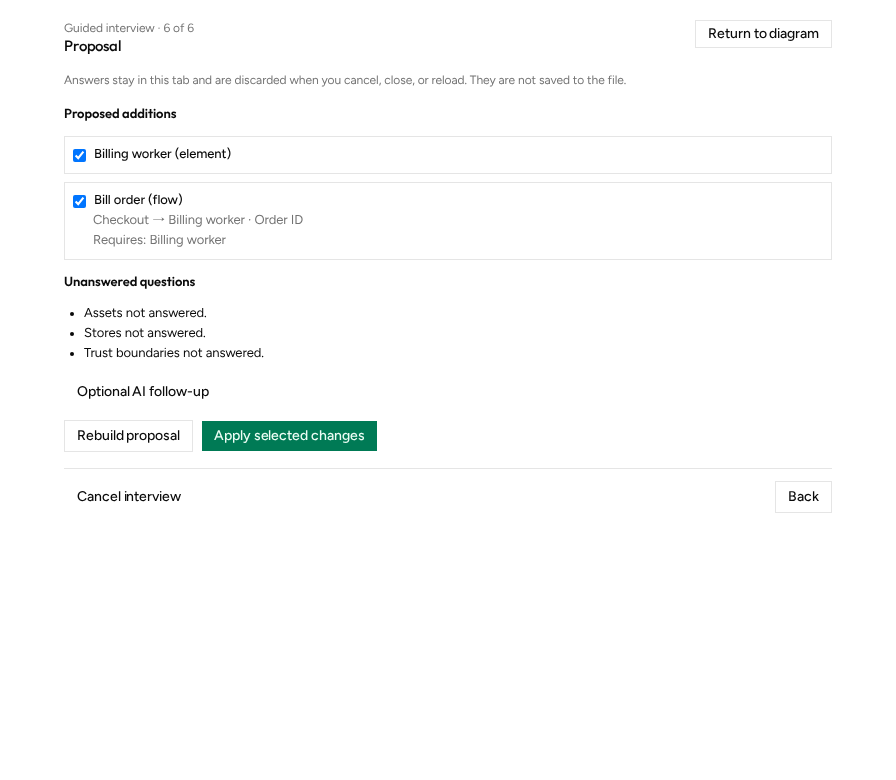 Guided interview · 6 of 6
Proposal
Return to diagram
Answers stay in this tab and are discarded when you cancel, close, or reload. They are not saved to the file.
Proposed additions
Billing worker (element)
Bill order (flow)
Checkout → Billing worker · Order ID
Requires: Billing worker
Unanswered questions
• Assets not answered.
• Stores not answered.
• Trust boundaries not answered.
Optional AI follow-up
Rebuild proposal
Apply selected changes
Cancel interview
Back